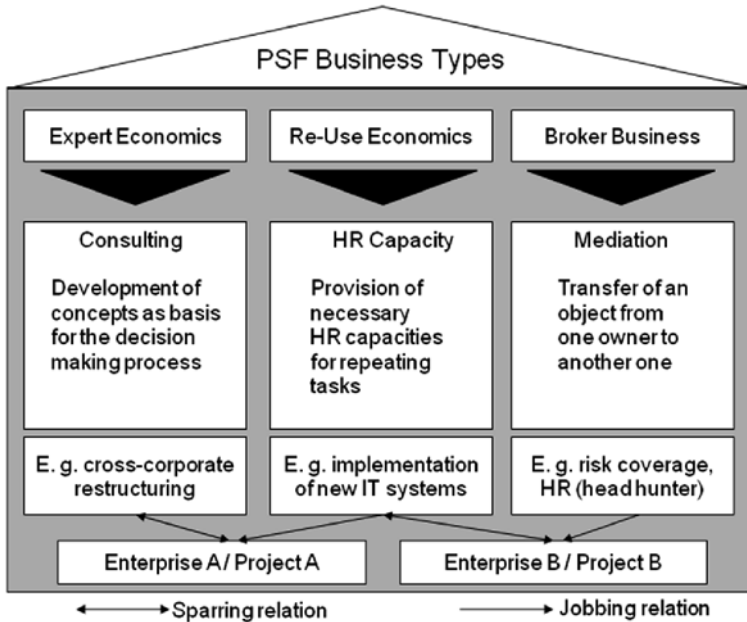 PSF Business Types
Expert Economics
Re-Use Economics
Broker Business
Consulting
Development of
concepts as basis
for the decision
making process
HR Capacity
Provision of
necessary
HR capacities
for repeating
tasks
Mediation
Transfer of an
object from
one owner to
another one
E. g. cross-corporate
restructuring
E. g. implementation
of new IT systems
E. g. risk coverage,
HR (head hunter)
Enterprise A / Project A
Enterprise B / Project B
Sparring relation
Jobbing relation